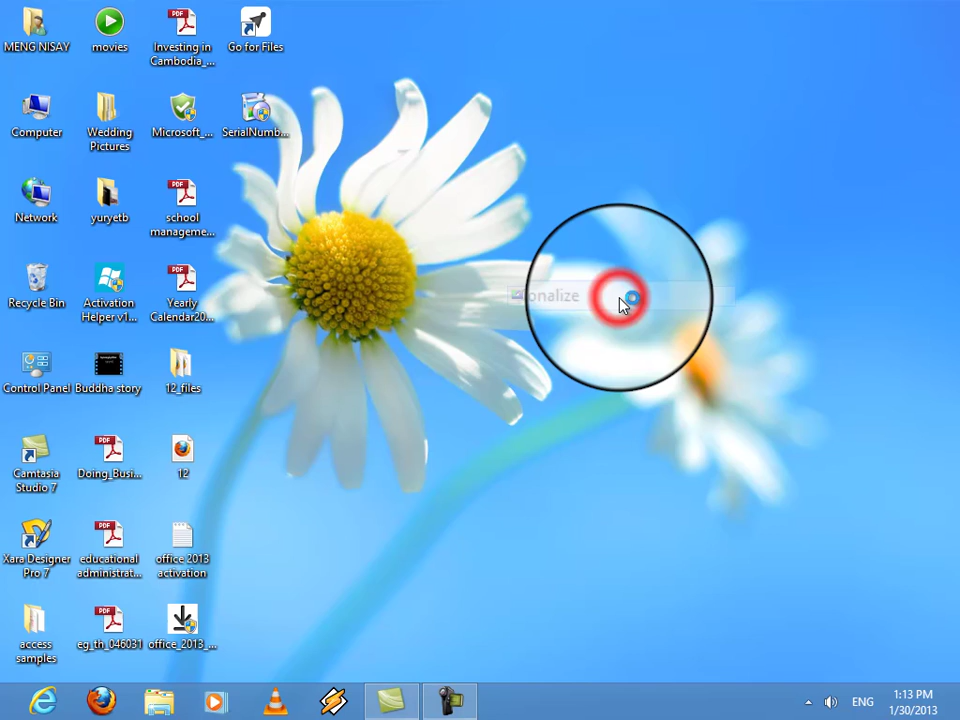 MENG NISAY
movies
Investing in
Cambodia_...
Go for Files
Computer
Wedding
Pictures
Microsoft_...
SerialNumb...
Network
yuryetb
school
manageme...
Recycle Bin
Activation
Helper v1...
Yearly
Calendar20...
onalize
Control Panel
Buddha story
12_files
Camtasia
Studio 7
Doing_Busi...
12
Xara Designer
Pro 7
educational
administrat...
office 2013
activation
access
samples
eg_th_046031
office_2013_...
ENG
1:13 PM
1/30/2013